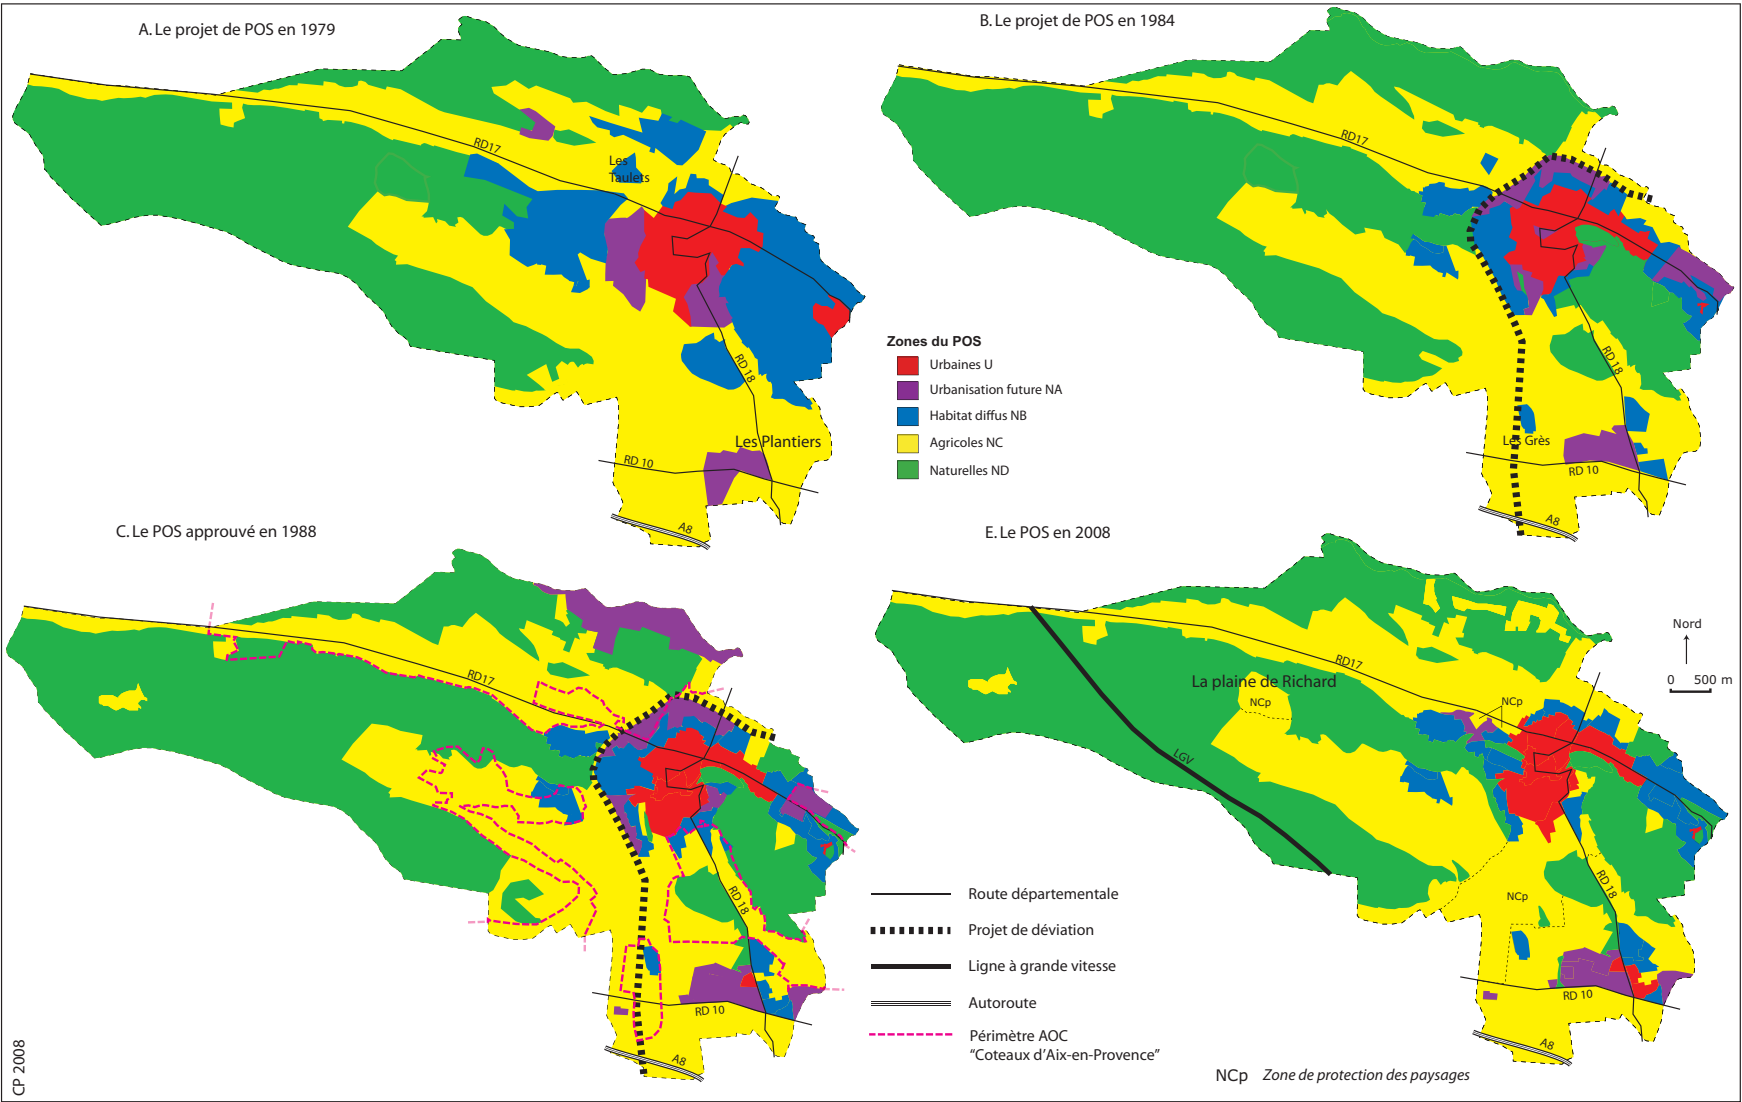 A. Le projet de POS en 1979
RD17
Les
Taulets
RD 18
Les Plantiers
RD 10
A8
B. Le projet de POS en 1984
RD17
RD 18
Les Grès
RD 10
A8
Zones du POS
Urbaines U
Urbanisation future NA
Habitat diffus NB
Agricoles NC
Naturelles ND
C. Le POS approuvé en 1988
RD17
RD 18
RD 10
A8
E. Le POS en 2008
RD17
La plaine de Richard
NCp
NCp
LGV
NCp
RD 18
RD 10
A8
Nord
0 500 m
Route départementale
Projet de déviation
Ligne à grande vitesse
Autoroute
Périmètre AOC
"Coteaux d'Aix-en-Provence"
NCp Zone de protection des paysages
CP 2008